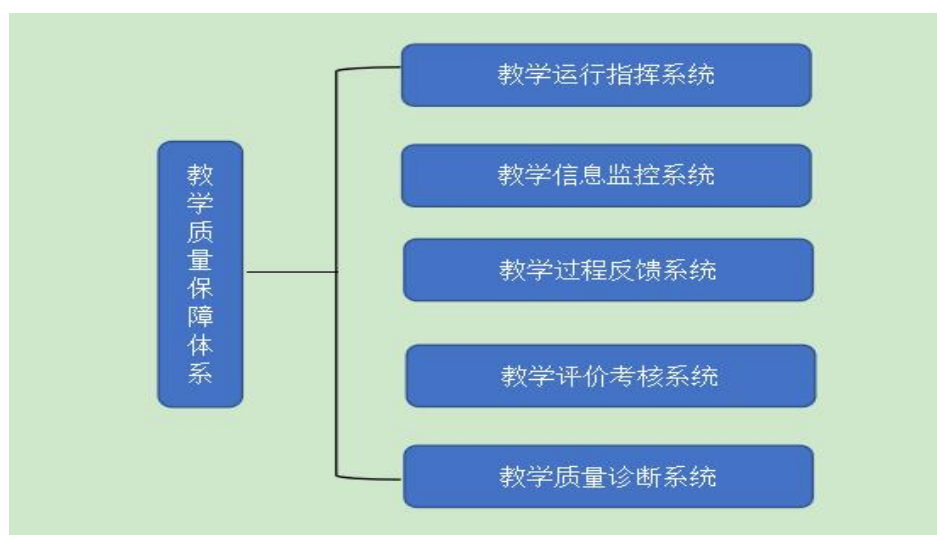 教学质量保障体系
教学运行指挥系统
教学信息监控系统
教学过程反馈系统
教学评价考核系统
教学质量诊断系统